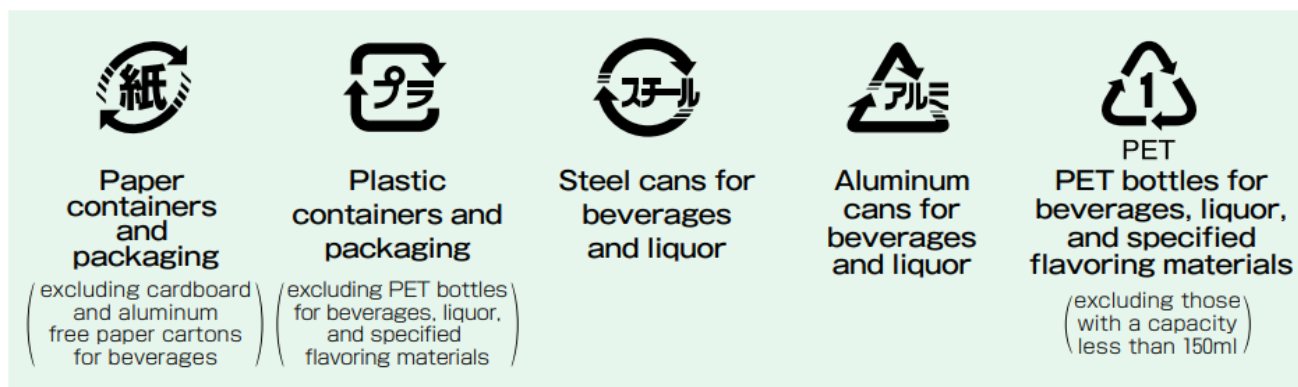 紙
プラ
スチール
アルミ
1
PET
Paper
containers
and
packaging
(excluding cardboard
and aluminum
free paper cartons
for beverages)
Plastic
containers and
packaging
(excluding PET bottles
for beverages, liquor,
and specified
flavoring materials)
Steel cans for
beverages
and liquor
Aluminum
cans for
beverages
and liquor
PET bottles for
beverages, liquor,
and specified
flavoring materials
(excluding those
with a capacity
less than 150ml)